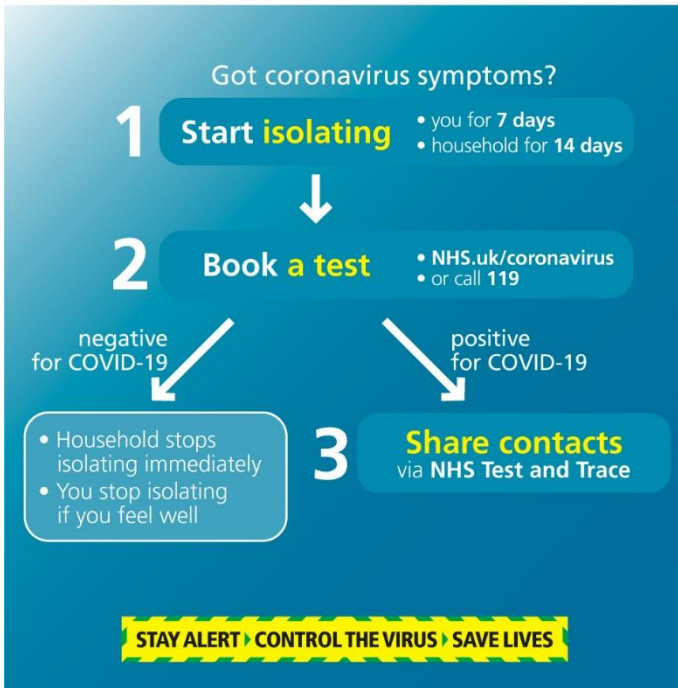 Got coronavirus symptoms?
1
Start isolating
• you for 7 days
• household for 14 days
2
Book a test
• NHS.uk/coronavirus
• or call 119
negative
for COVID-19
positive
for COVID-19
• Household stops
isolating immediately
• You stop isolating
if you feel well
3
Share contacts
via NHS Test and Trace
STAY ALERT CONTROL THE VIRUS SAVE LIVES